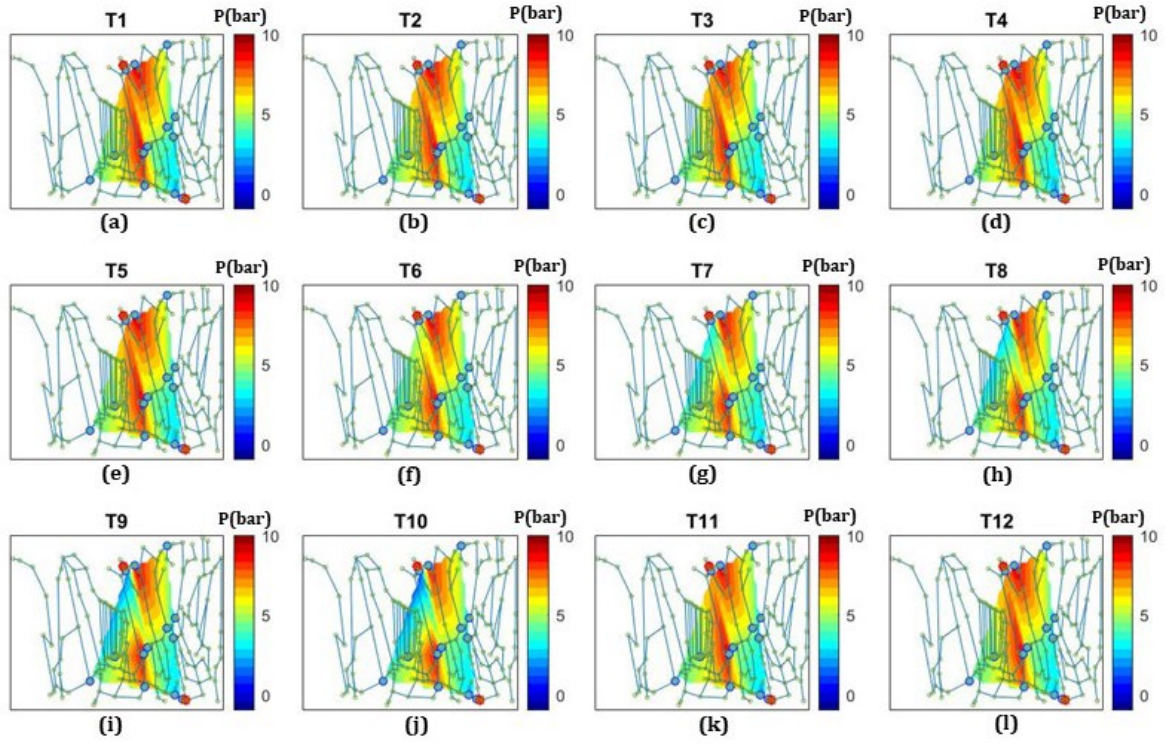 T1 P(bar) T2 P(bar) T3 P(bar) T4 P(bar)
10 10 10 10
5 5 5 5
0 0 0 0
(a) (b) (c) (d)
T5 P(bar) T6 P(bar) T7 P(bar) T8 P(bar)
10 10 10 10
5 5 5 5
0 0 0 0
(e) (f) (g) (h)
T9 P(bar) T10 P(bar) T11 P(bar) T12 P(bar)
10 10 10 10
5 5 5 5
0 0 0 0
(i) (j) (k) (l)